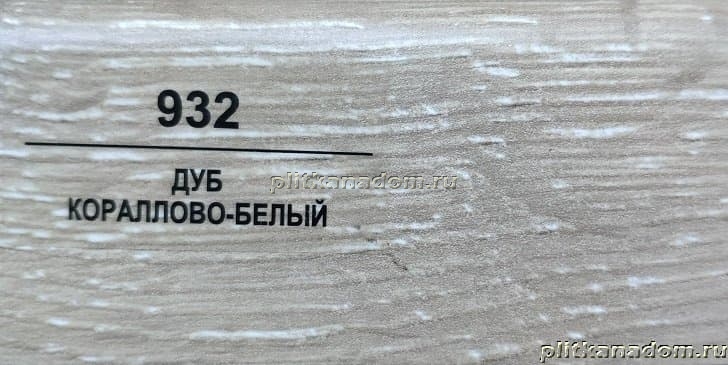 932
ДУБ
КОРАЛЛОВО-БЕЛЫЙ
plitkanadom.ru
plitkanadom.ru